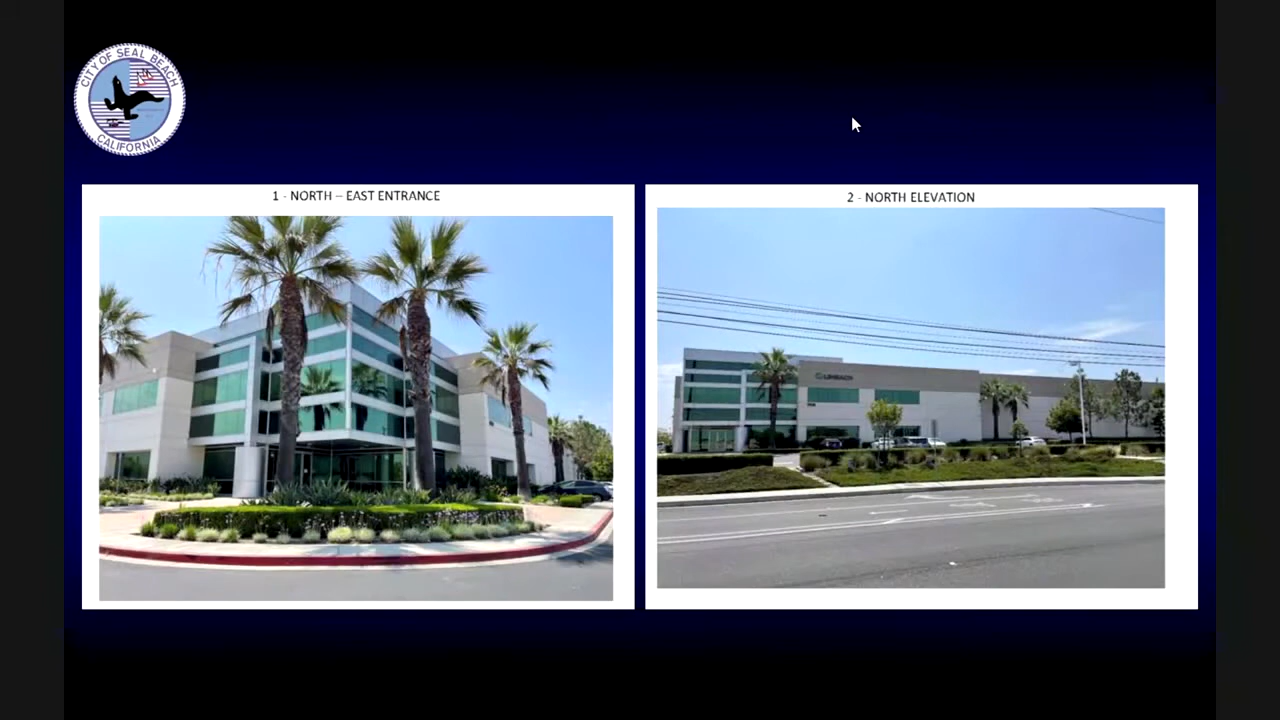 CITY OF SEAL BEACH
CALIFORNIA
1 - NORTH – EAST ENTRANCE
2 - NORTH ELEVATION